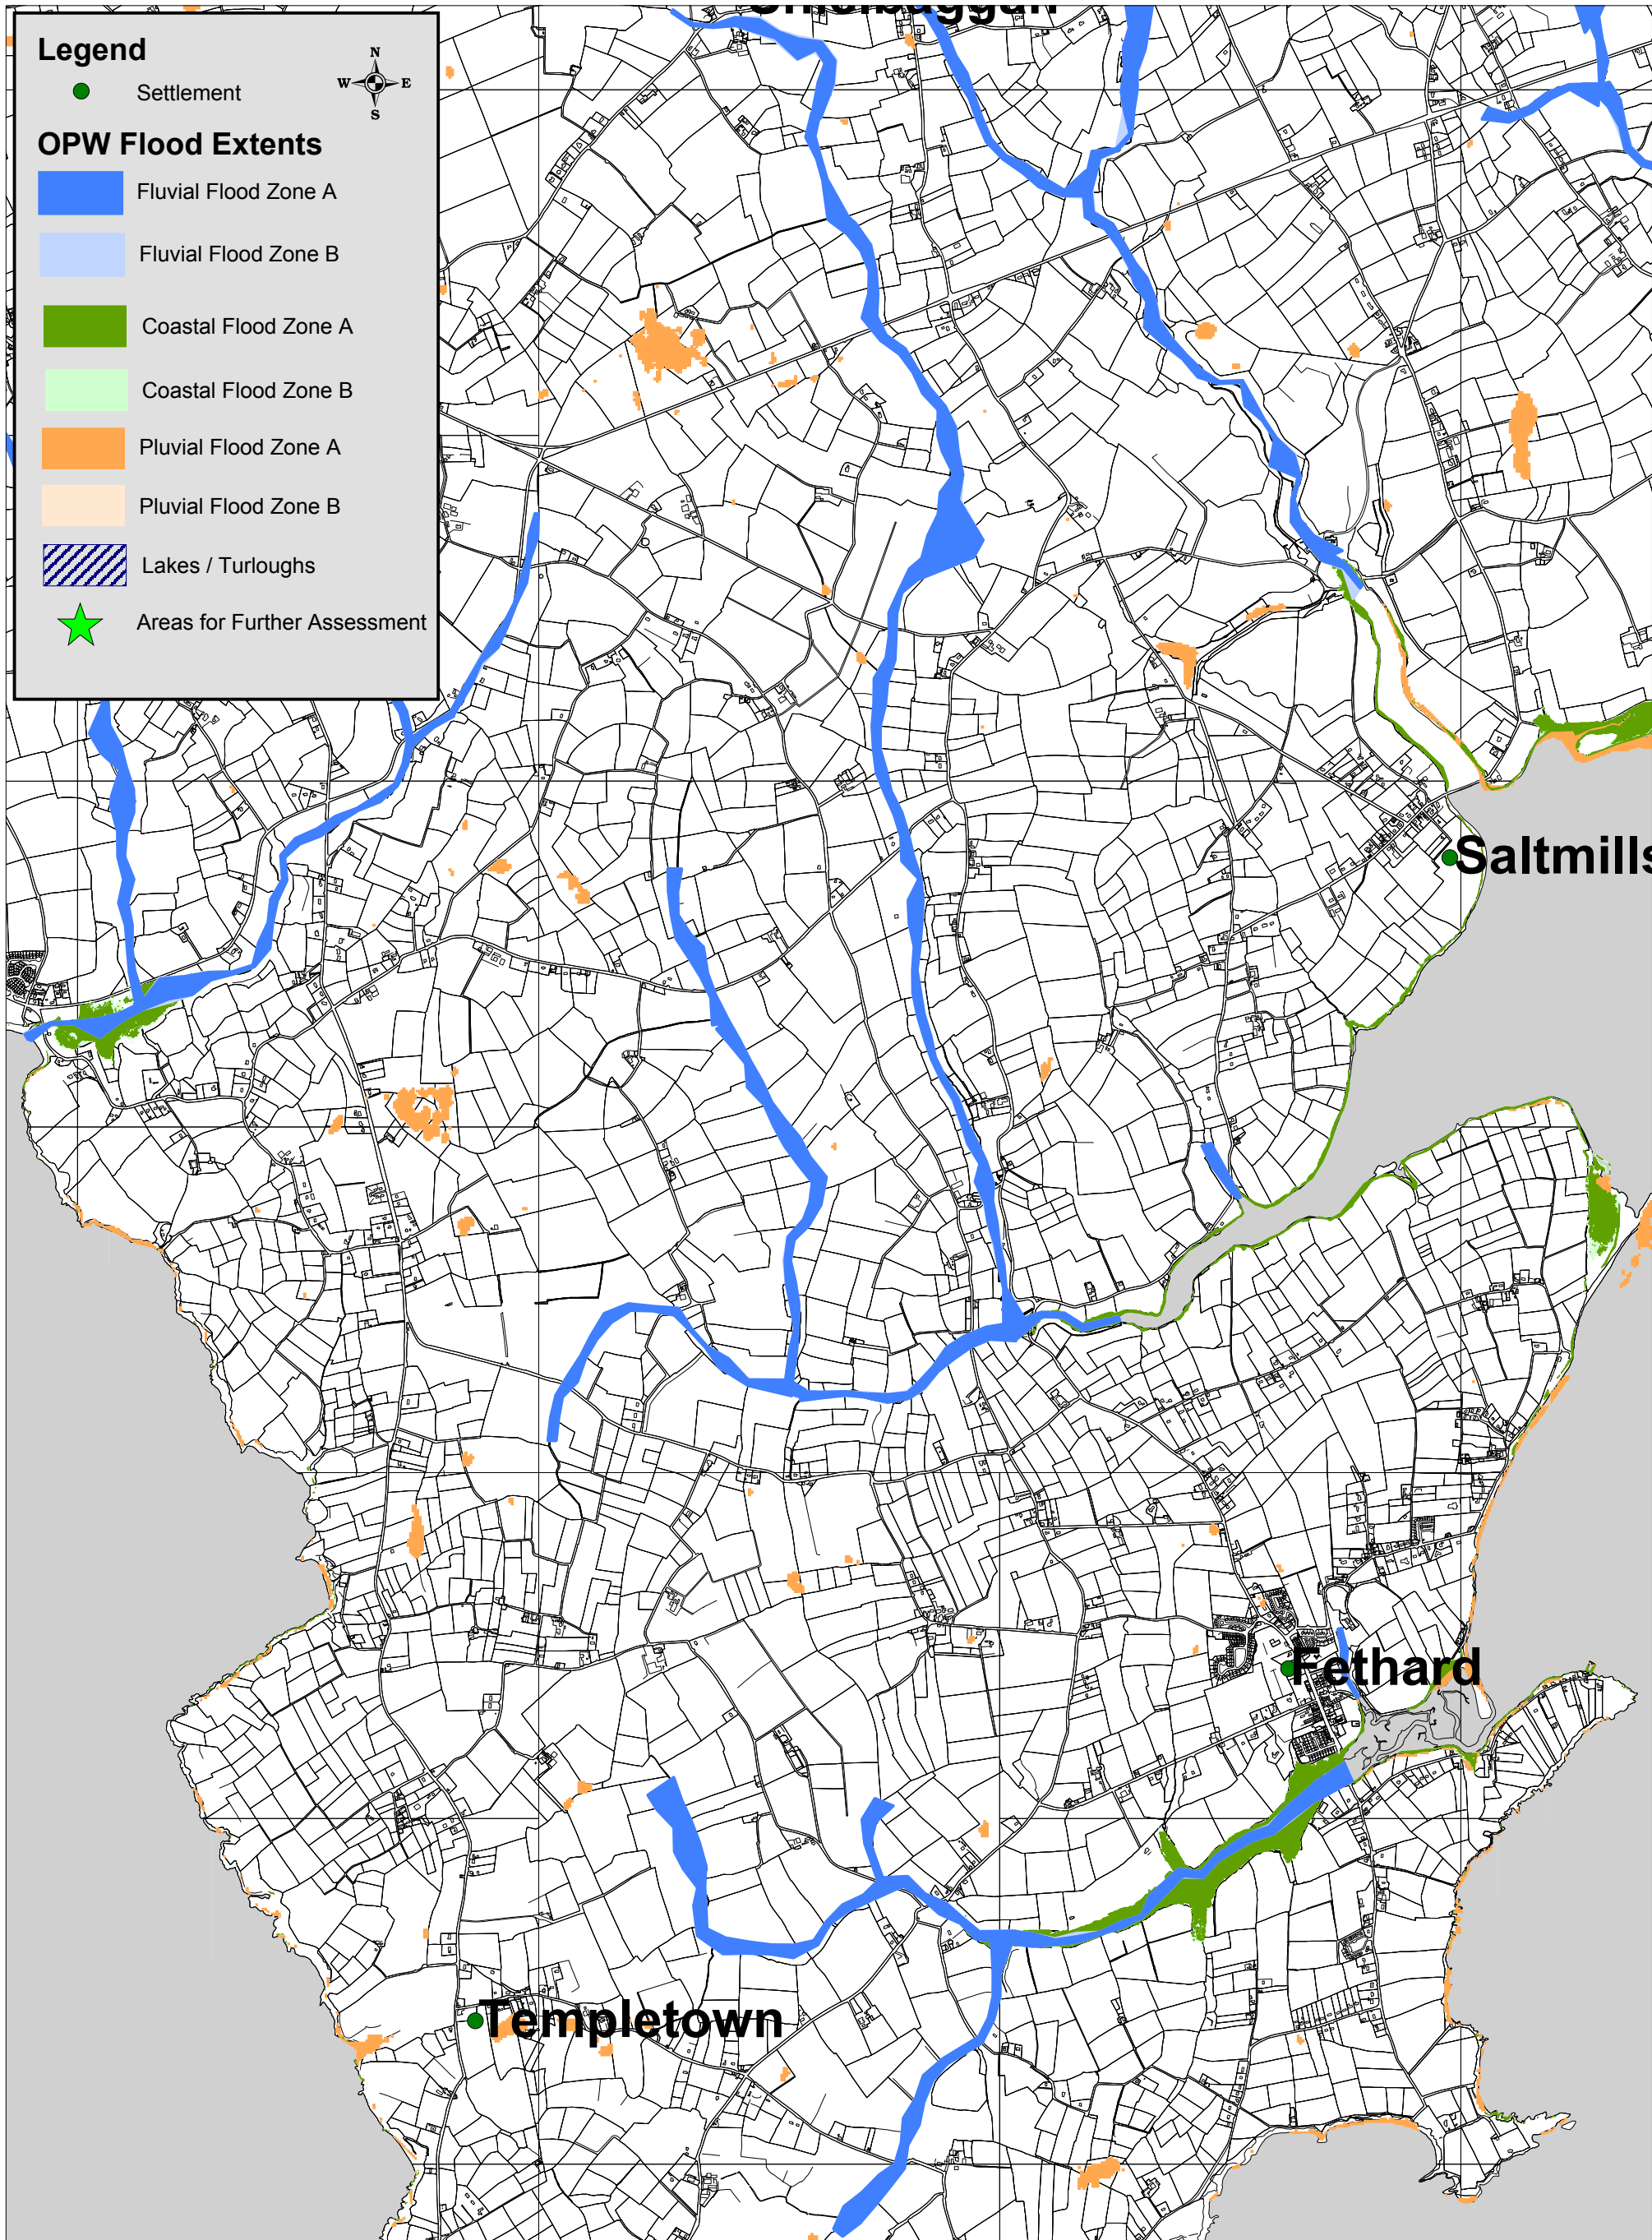 Legend
N
W E
S
Settlement
OPW Flood Extents
Fluvial Flood Zone A
Fluvial Flood Zone B
Coastal Flood Zone A
Coastal Flood Zone B
Pluvial Flood Zone A
Pluvial Flood Zone B
Lakes / Turloughs
Areas for Further Assessment
Saltmills
Fethard
Templetown